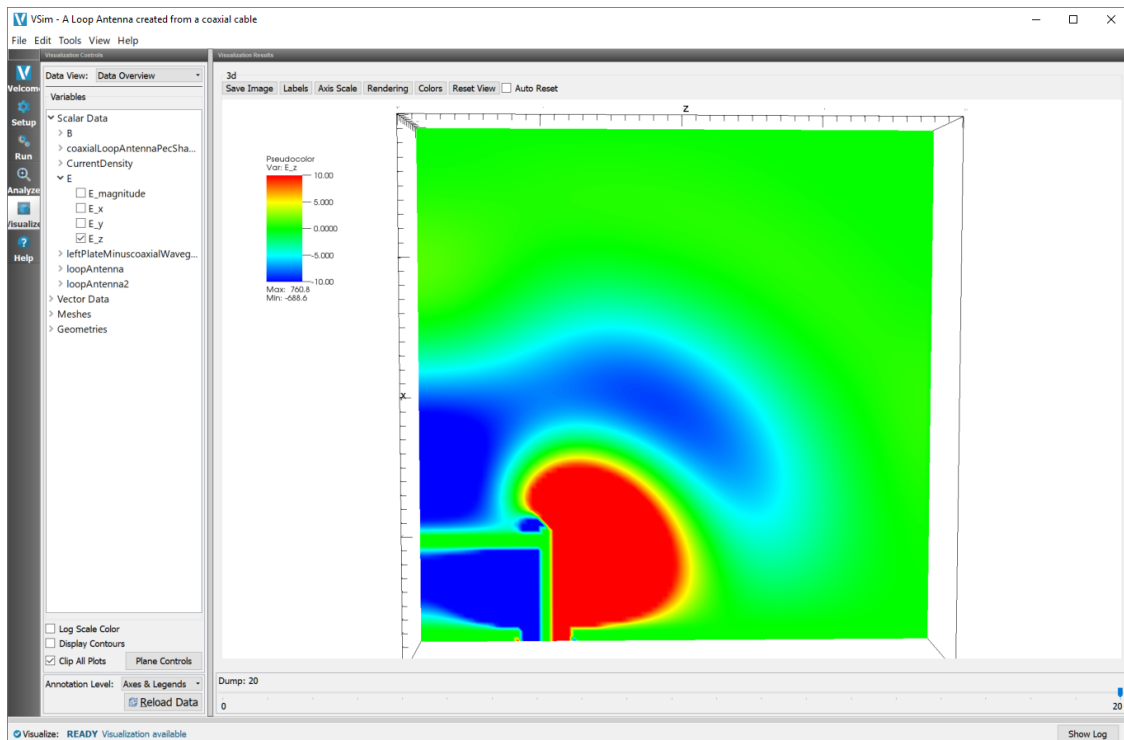 VSim - A Loop Antenna created from a coaxial cable
File Edit Tools View Help
Visualization Controls
Visualization Results
Welcome
Setup
Run
Analyze
Visualize
Help
Data View: Data Overview
Variables
Scalar Data
B
coaxialLoopAntennaPecSha...
CurrentDensity
E
E_magnitude
E_x
E_y
E_z
leftPlateMinuscoaxialWaveg...
loopAntenna
loopAntenna2
Vector Data
Meshes
Geometries
Log Scale Color
Display Contours
Clip All Plots Plane Controls
Annotation Level: Axes & Legends
Reload Data
3d
Save Image Labels Axis Scale Rendering Colors Reset View Auto Reset
Z
Pseudocolor
Var: E_z
10.00
5.000
0.0000
-5.000
-10.00
Max: 760.8
Min: -688.6
X
Dump: 20
0 20
Visualize: READY Visualization available Show Log